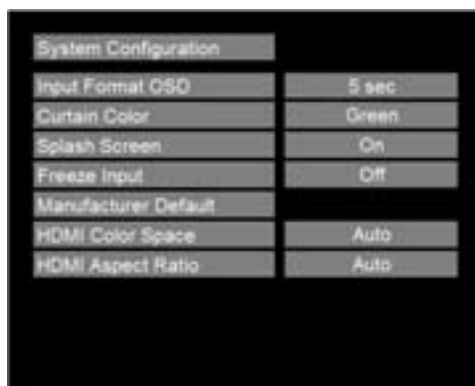 System Configuration
Input Format OSD 5 sec
Curtain Color Green
Splash Screen On
Freeze Input Off
Manufacturer Default
HDMI Color Space Auto
HDMI Aspect Ratio Auto